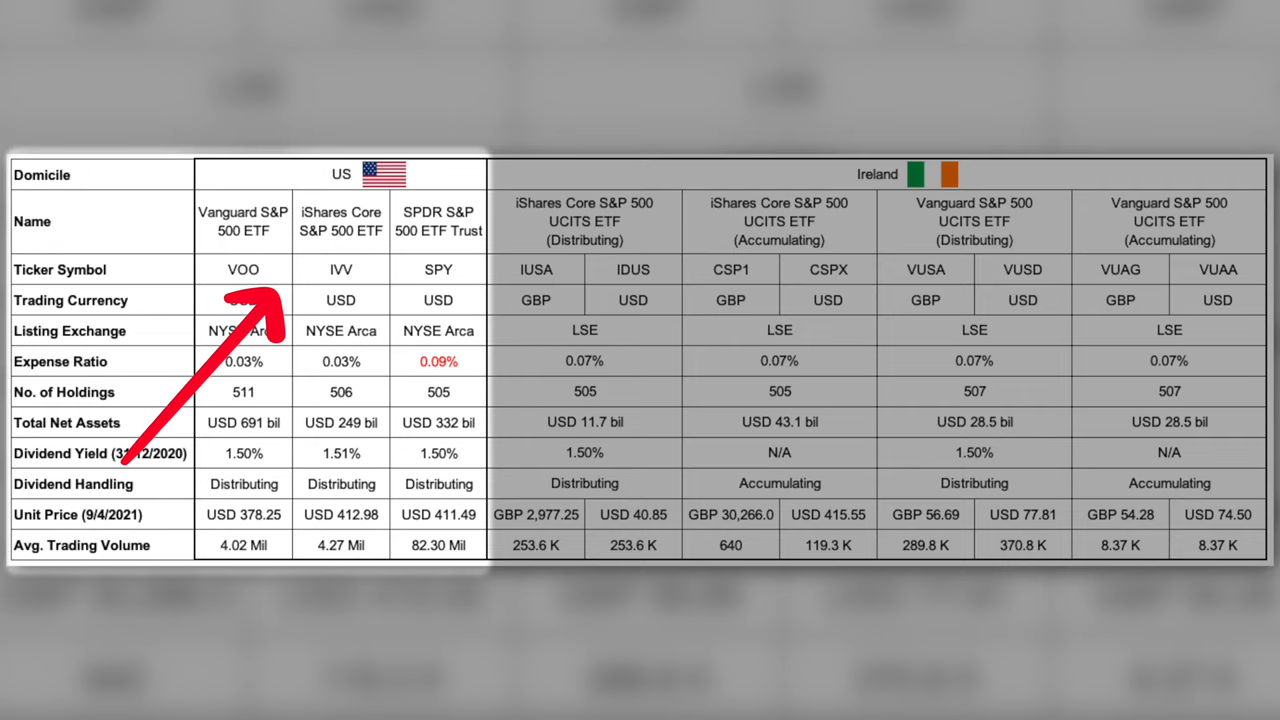 Domicile US Ireland
Name Vanguard S&P 500 ETF iShares Core S&P 500 ETF SPDR S&P 500 ETF Trust iShares Core S&P 500 UCITS ETF (Distributing) iShares Core S&P 500 UCITS ETF (Accumulating) Vanguard S&P 500 UCITS ETF (Distributing) Vanguard S&P 500 UCITS ETF (Accumulating)
Ticker Symbol VOO IVV SPY IUSA IDUS CSP1 CSPX VUSA VUSD VUAG VUAA
Trading Currency USD USD USD GBP USD GBP USD GBP USD GBP USD
Listing Exchange NYSE Arca NYSE Arca NYSE Arca LSE LSE LSE LSE
Expense Ratio 0.03% 0.03% 0.09% 0.07% 0.07% 0.07% 0.07%
No. of Holdings 511 506 505 505 505 507 507
Total Net Assets USD 691 bil USD 249 bil USD 332 bil USD 11.7 bil USD 43.1 bil USD 28.5 bil USD 28.5 bil
Dividend Yield (31/12/2020) 1.50% 1.51% 1.50% 1.50% N/A 1.50% N/A
Dividend Handling Distributing Distributing Distributing Distributing Accumulating Distributing Accumulating
Unit Price (9/4/2021) USD 378.25 USD 412.98 USD 411.49 GBP 2,977.25 USD 40.85 GBP 30,266.0 USD 415.55 GBP 56.69 USD 77.81 GBP 54.28 USD 74.50
Avg. Trading Volume 4.02 Mil 4.27 Mil 82.30 Mil 253.6 K 253.6 K 640 119.3 K 289.8 K 370.8 K 8.37 K 8.37 K